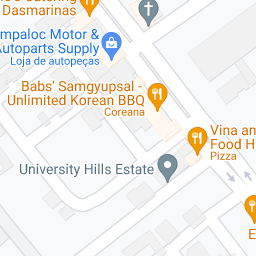 Dasmarinas
mpaloc Motor &
Autoparts Supply
Loja de autopeças
Babs' Samgyupsal -
Unlimited Korean BBQ
Coreana
Vina an
Food H
Pizza
University Hills Estate
E